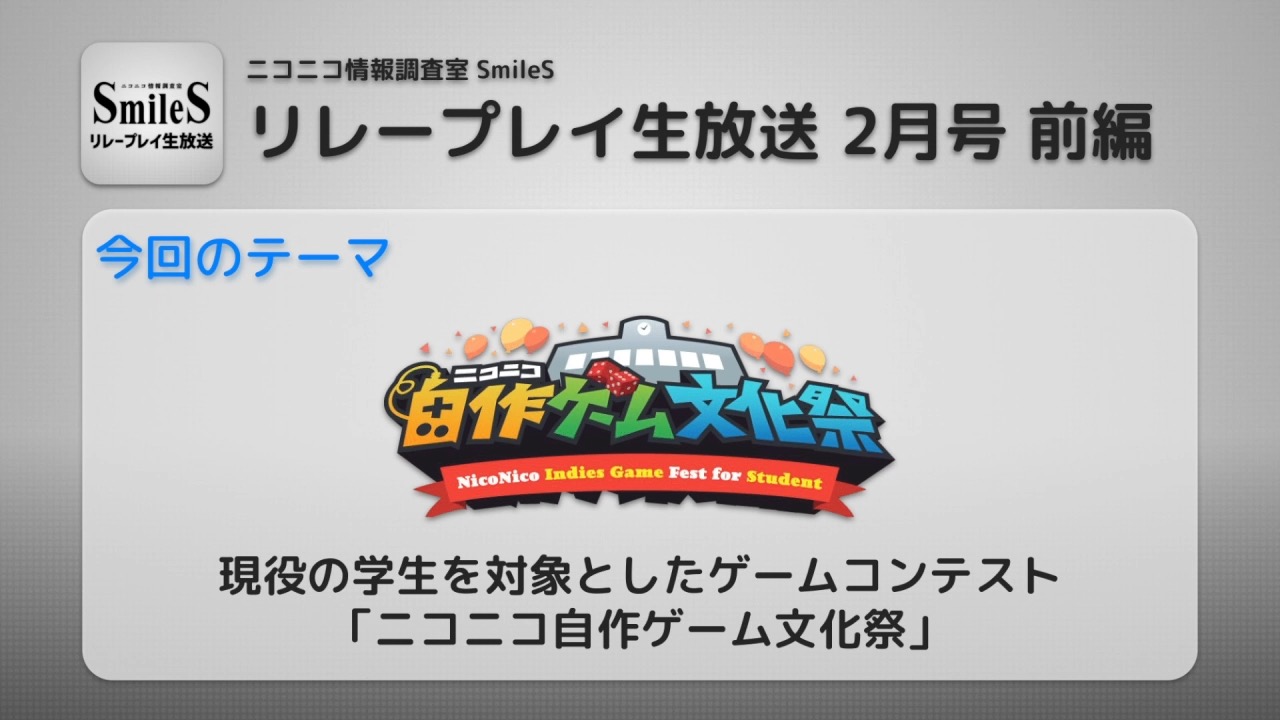 ニコニコ情報調査室
SmileS
リレープレイ生放送
ニコニコ情報調査室 SmileS
リレープレイ生放送 2月号 前編
今回のテーマ
ニコニコ
自作ゲーム文化祭
NicoNico Indies Game Fest for Student
現役の学生を対象としたゲームコンテスト
「ニコニコ自作ゲーム文化祭」